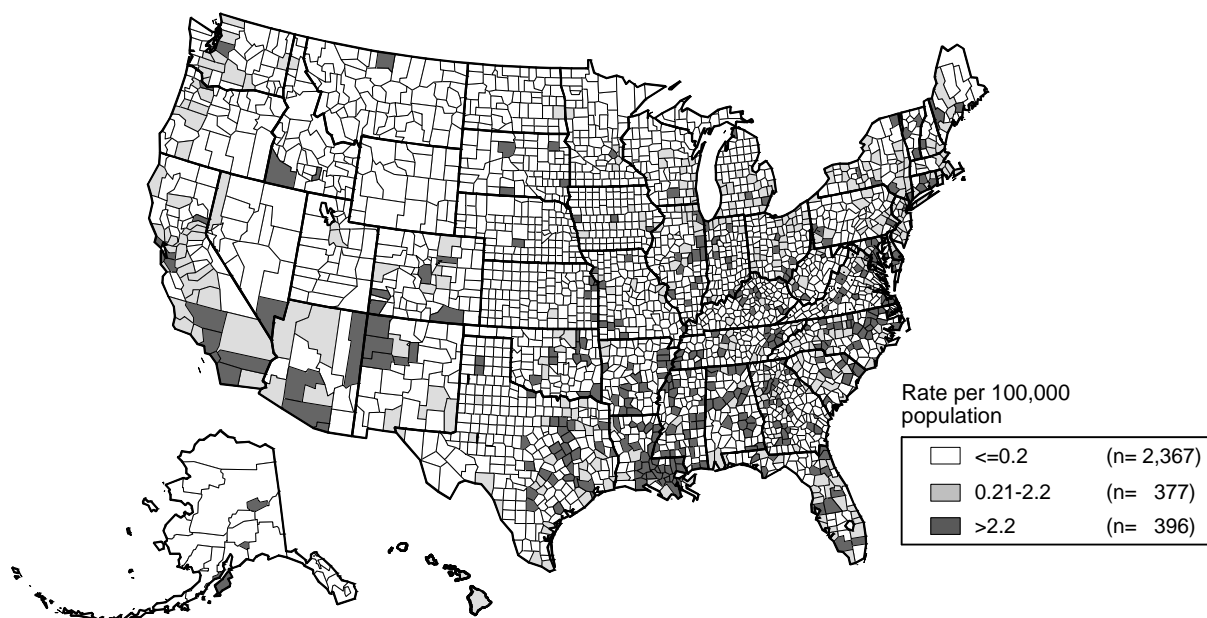 Rate per 100,000
population
<=0.2 (n= 2,367)
0.21-2.2 (n= 377)
>2.2 (n= 396)